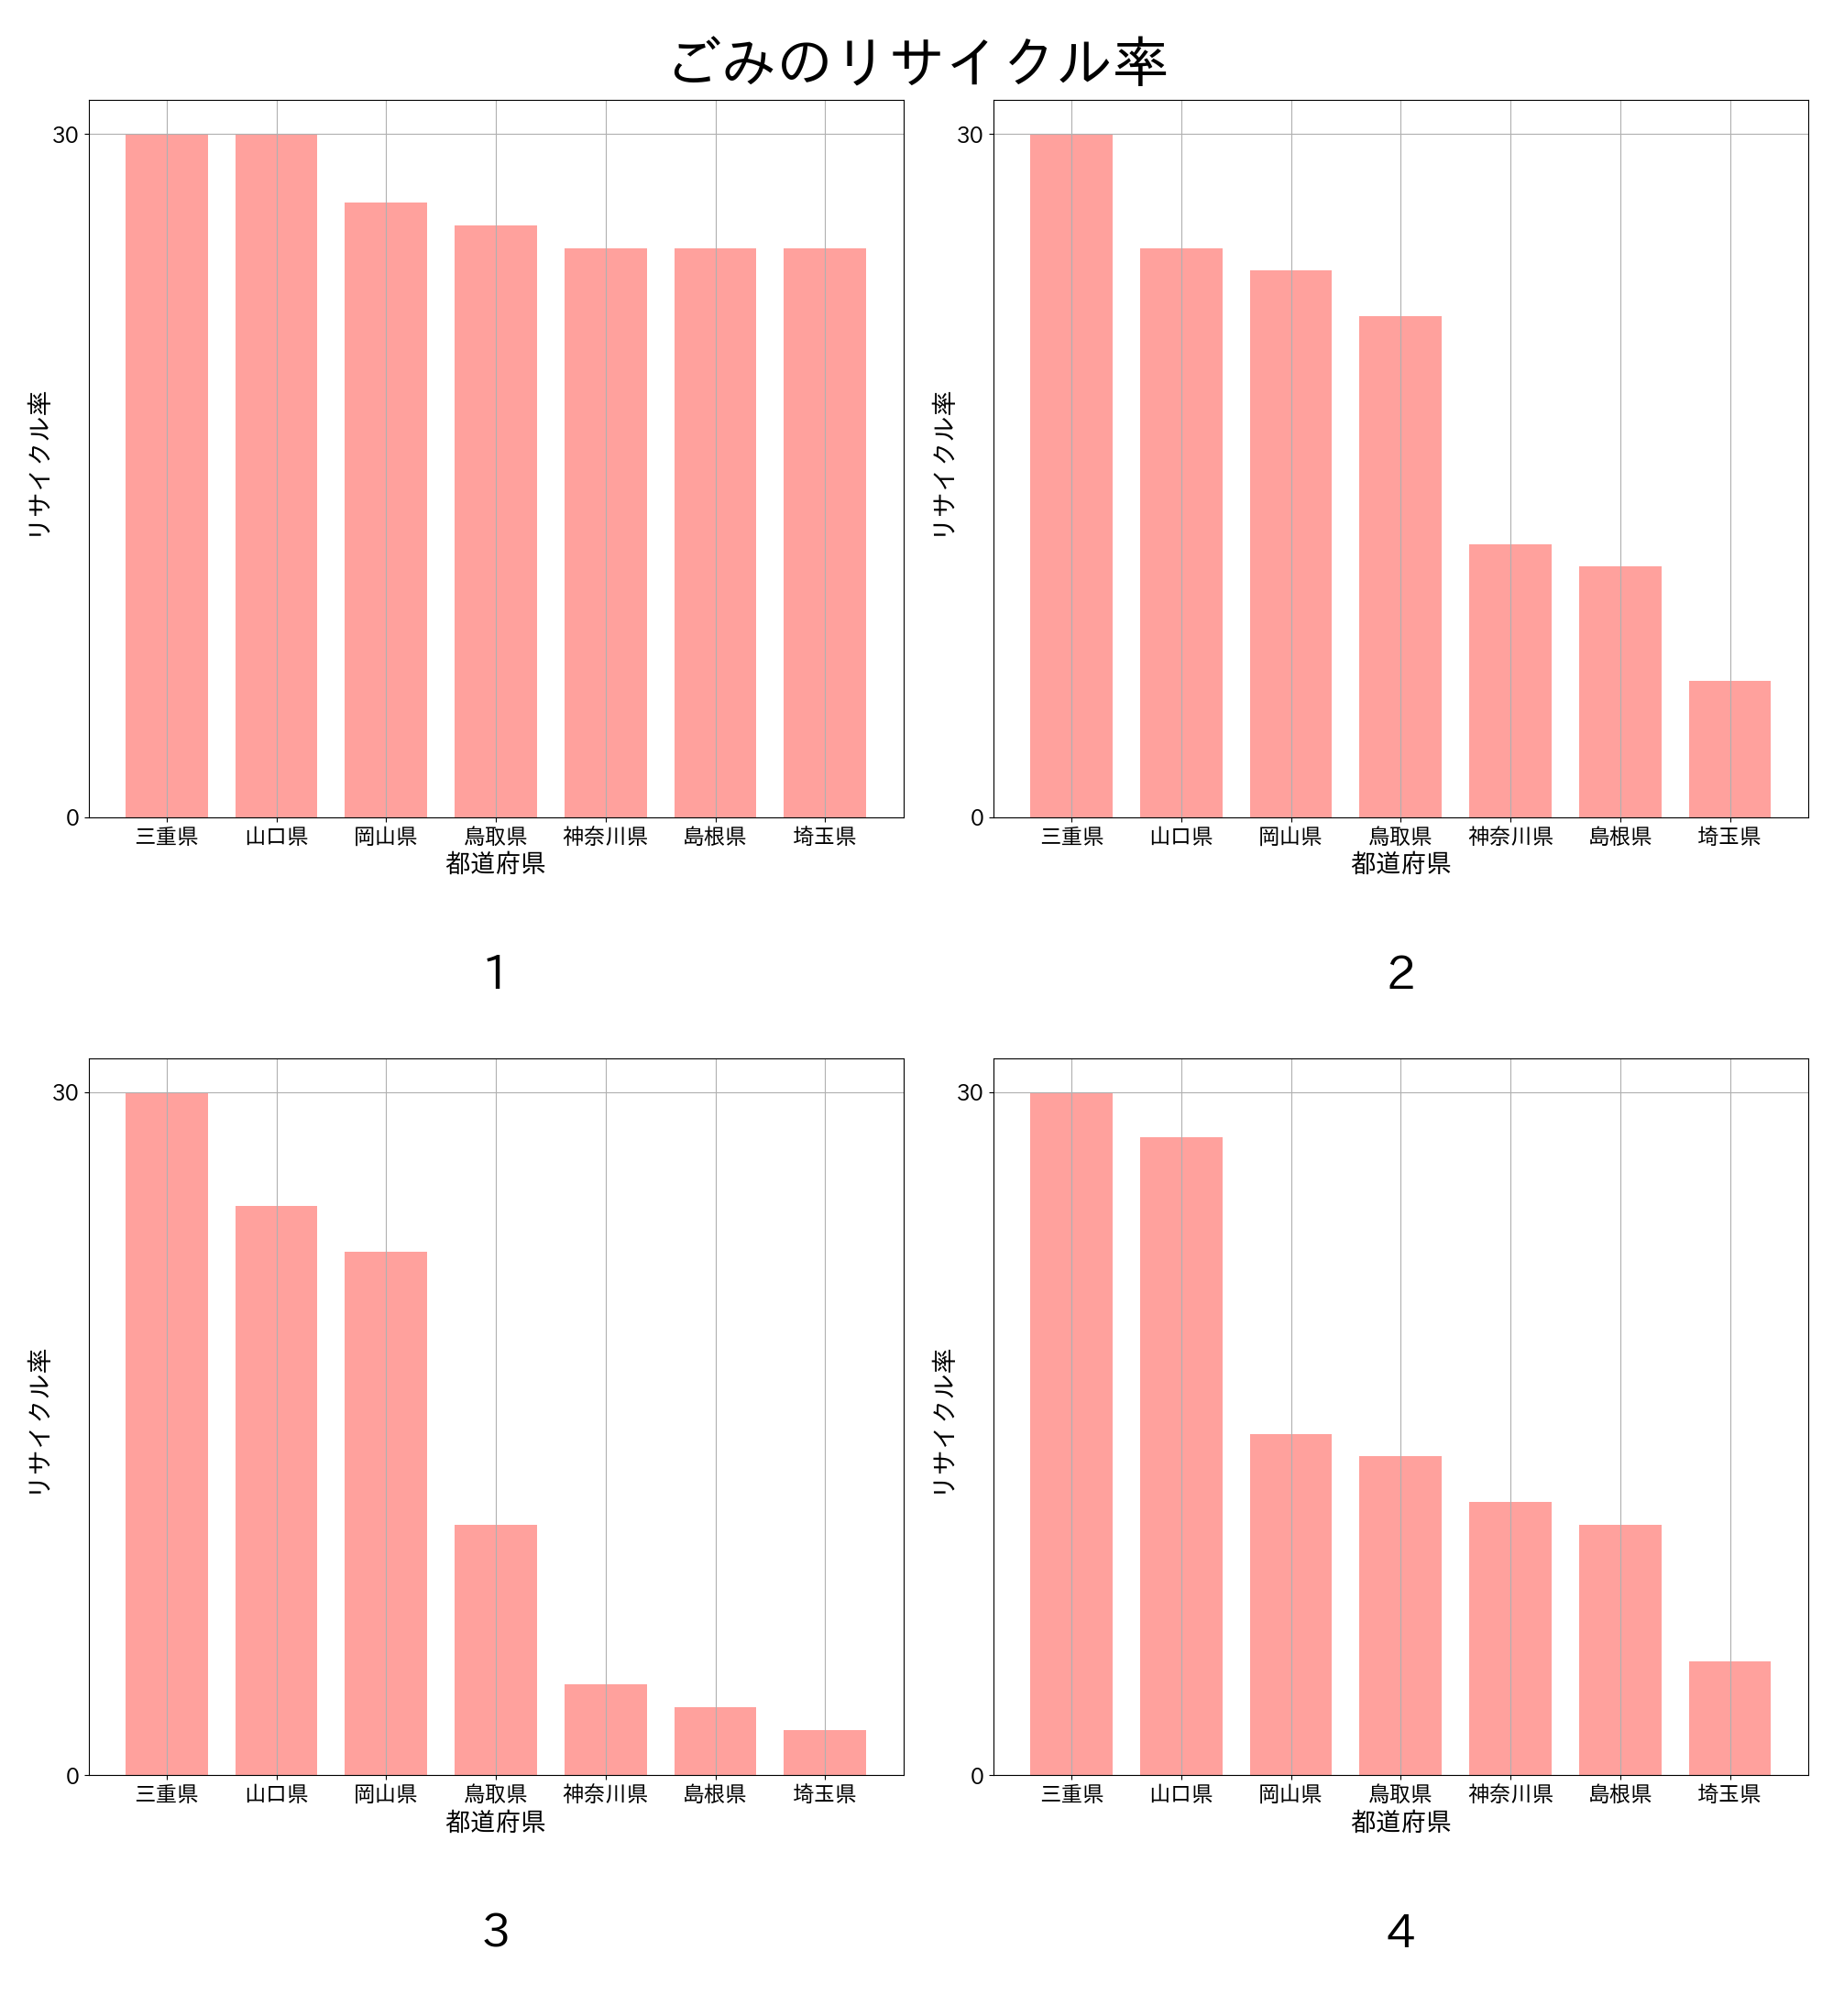 ごみのリサイクル率
30
リサイクル率
0
三重県 山口県 岡山県 鳥取県 神奈川県 島根県 埼玉県
都道府県
1
30
リサイクル率
0
三重県 山口県 岡山県 鳥取県 神奈川県 島根県 埼玉県
都道府県
2
30
リサイクル率
0
三重県 山口県 岡山県 鳥取県 神奈川県 島根県 埼玉県
都道府県
3
30
リサイクル率
0
三重県 山口県 岡山県 鳥取県 神奈川県 島根県 埼玉県
都道府県
4